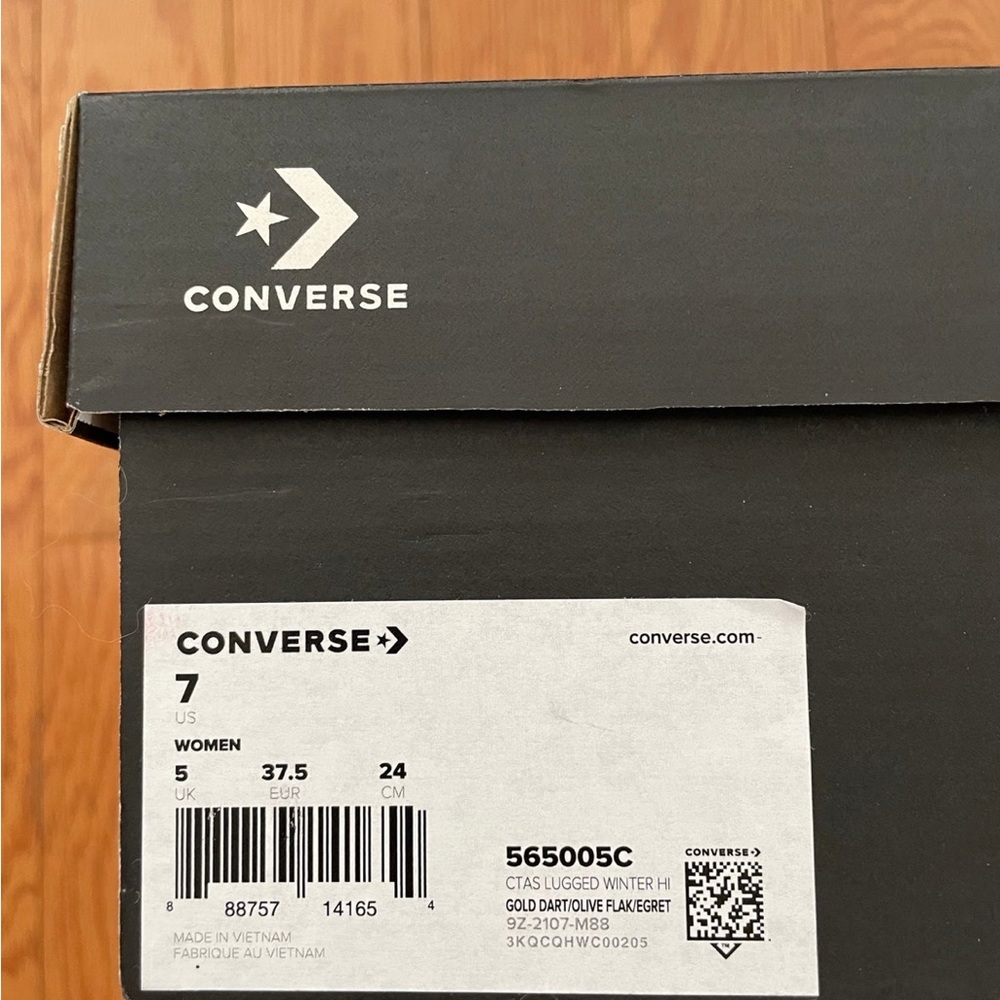 CONVERSE
CONVERSE
converse.com
7
US
WOMEN
5 37.5 24
UK EUR CM
8 88757 14165 4
MADE IN VIETNAM
FABRIQUE AU VIETNAM
565005C
CTAS LUGGED WINTER HI
GOLD DART/OLIVE FLAK/EGRET
9Z-2107-M88
3KQCQHWC00205
CONVERSE
TM